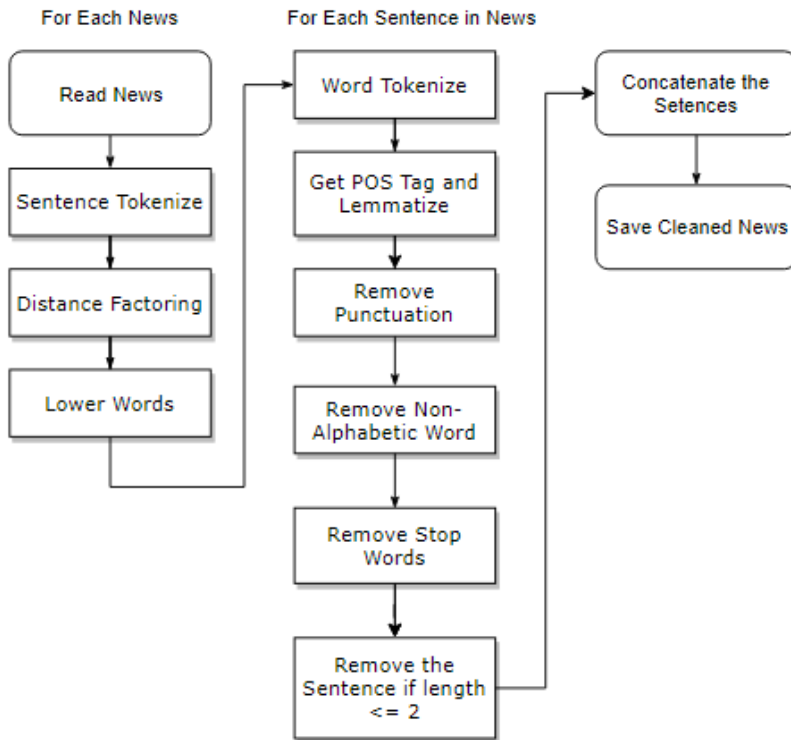 For Each News
Read News
Sentence Tokenize
Distance Factoring
Lower Words
For Each Sentence in News
Word Tokenize
Get POS Tag and
Lemmatize
Remove
Punctuation
Remove Non-
Alphabetic Word
Remove Stop
Words
Remove the
Sentence if length
<= 2
Concatenate the
Setences
Save Cleaned News